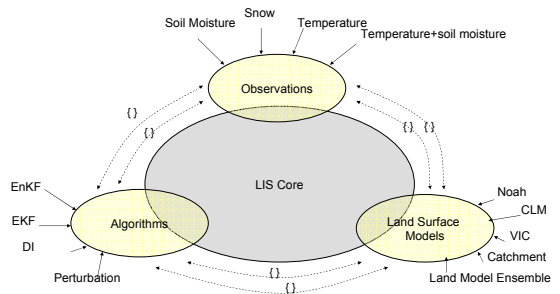 Snow
Soil Moisture
Temperature
Temperature+soil moisture
Observations
{ }
{ }
{ }
{ }
LIS Core
EnKF
EKF
DI
Perturbation
Algorithms
Land Surface
Models
Noah
CLM
VIC
Catchment
Land Model Ensemble
{ }
{ }